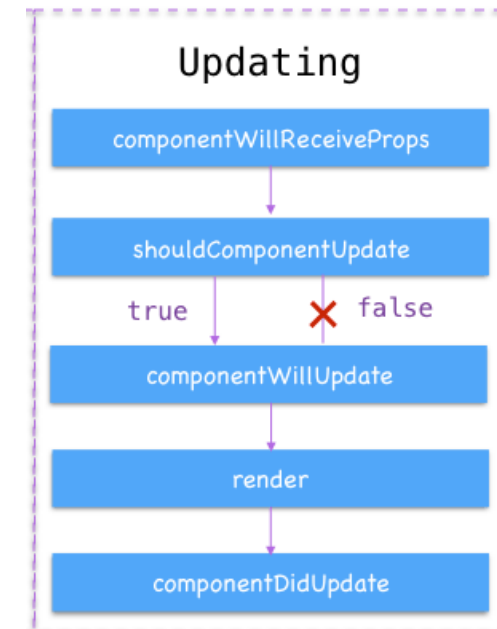 Updating
componentWillReceiveProps
shouldComponentUpdate
true
false
componentWillUpdate
render
componentDidUpdate